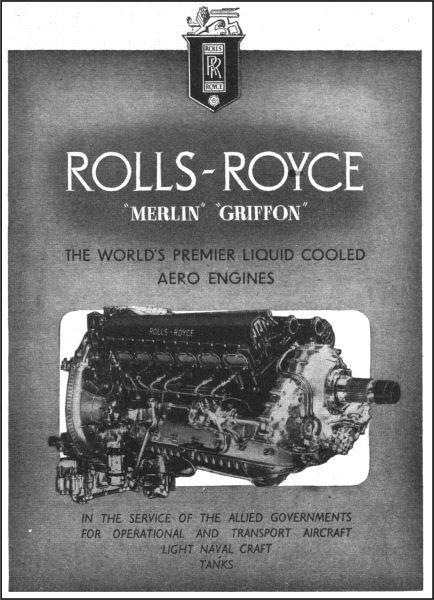 ROLLS
RR
ROYCE
ROLLS-ROYCE
"MERLIN" "GRIFFON"
THE WORLD'S PREMIER LIQUID COOLED
AERO ENGINES
ROLLS-ROYCE
IN THE SERVICE OF THE ALLIED GOVERNMENTS
FOR OPERATIONAL AND TRANSPORT AIRCRAFT
LIGHT NAVAL CRAFT
TANKS